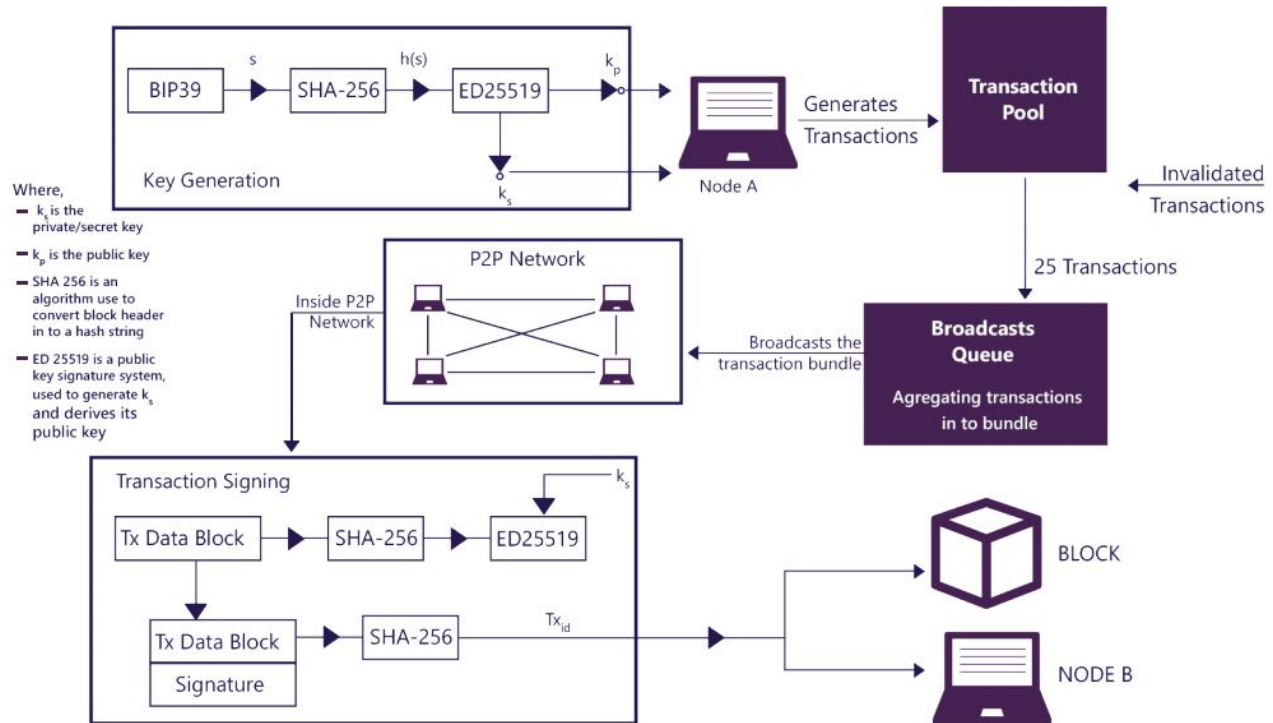 BIP39
s
SHA-256
h(s)
ED25519
kp
ks
Key Generation
Node A
Generates
Transactions
Transaction
Pool
Invalidated
Transactions
25 Transactions
Where,
ks is the
private/secret key
kp is the public key
SHA 256 is an
algorithm use to
convert block header
in to a hash string
ED 25519 is a public
key signature system,
used to generate ks
and derives its
public key
P2P Network
Inside P2P
Network
Broadcasts the
transaction bundle
Broadcasts
Queue
Agregating transactions
in to bundle
Transaction Signing
ks
Tx Data Block
SHA-256
ED25519
Tx Data Block
Signature
SHA-256
Txid
BLOCK
NODE B